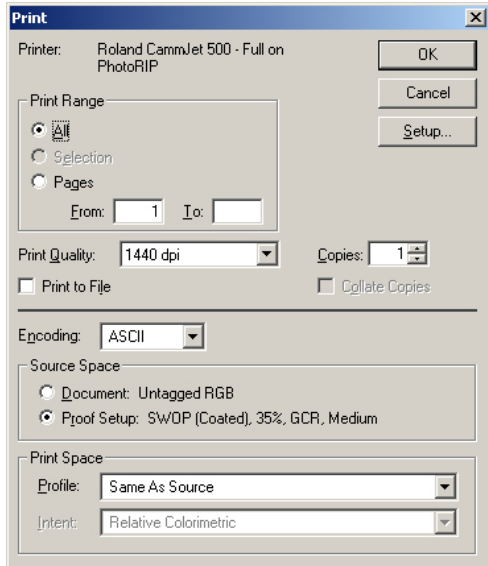 Print
Printer: Roland CammJet 500 - Full on
PhotoRIP
OK
Cancel
Setup...
Print Range
All
Selection
Pages
From: 1 To:
Print Quality: 1440 dpi
Copies: 1
Print to File
Collate Copies
Encoding: ASCII
Source Space
Document: Untagged RGB
Proof Setup: SWOP (Coated), 35%, GCR, Medium
Print Space
Profile: Same As Source
Intent: Relative Colorimetric